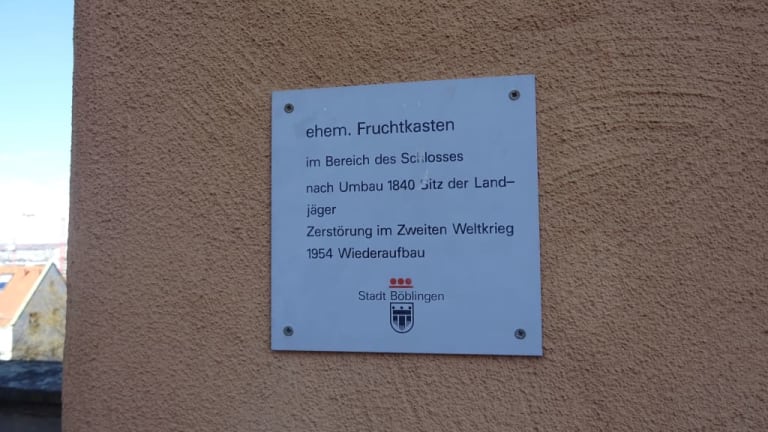 ehem. Fruchtkasten
im Bereich des Schlosses
nach Umbau 1840 Sitz der Land-
jäger
Zerstörung im Zweiten Weltkrieg
1954 Wiederaufbau
Stadt Böblingen